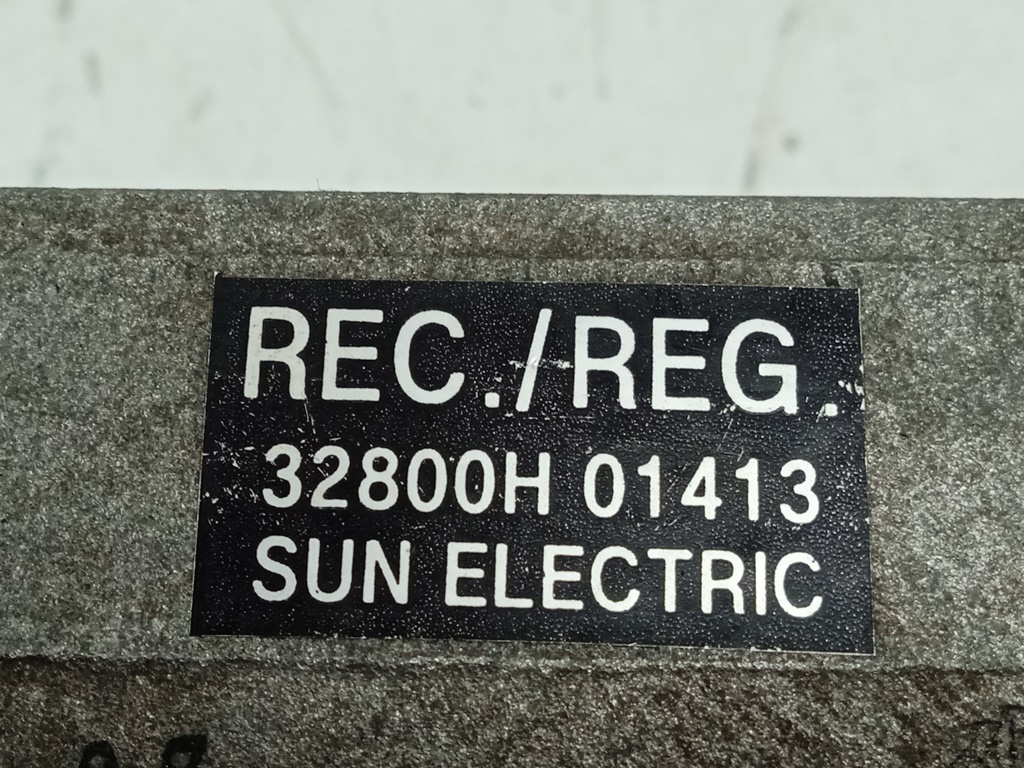 REC./REG.
32800H 01413
SUN ELECTRIC